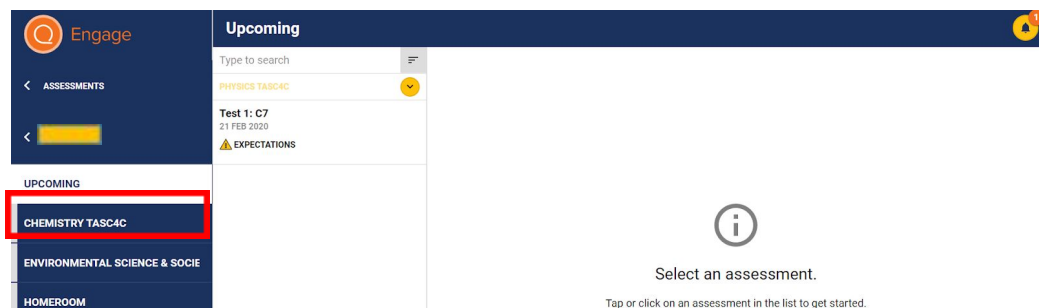 Engage
ASSESSMENTS
UPCOMING
CHEMISTRY TASC4C
ENVIRONMENTAL SCIENCE & SOCIE
HOMEROOM
Upcoming
1
Type to search
PHYSICS TASC4C
Test 1: C7
21 FEB 2020
EXPECTATIONS
Select an assessment.
Tap or click on an assessment in the list to get started.